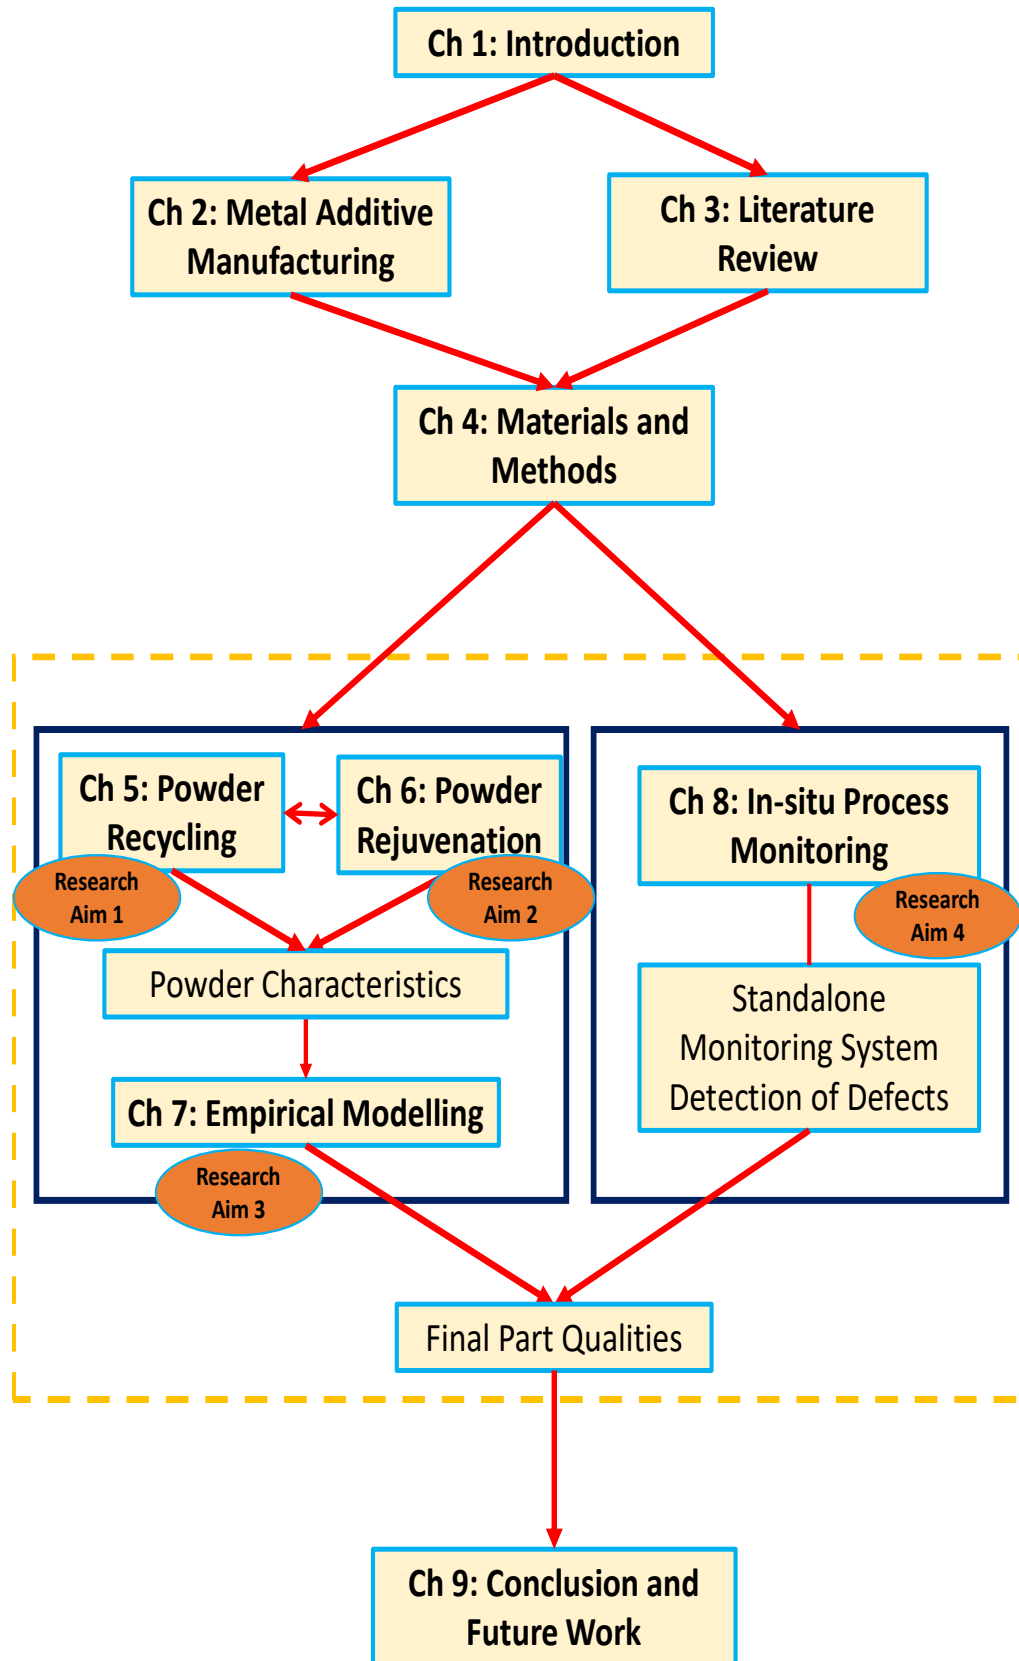 Ch 1: Introduction
Ch 2: Metal Additive
Manufacturing
Ch 3: Literature
Review
Ch 4: Materials and
Methods
Ch 5: Powder
Recycling
Ch 6: Powder
Rejuvenation
Research
Aim 1
Research
Aim 2
Powder Characteristics
Ch 7: Empirical Modelling
Research
Aim 3
Ch 8: In-situ Process
Monitoring
Research
Aim 4
Standalone
Monitoring System
Detection of Defects
Final Part Qualities
Ch 9: Conclusion and
Future Work